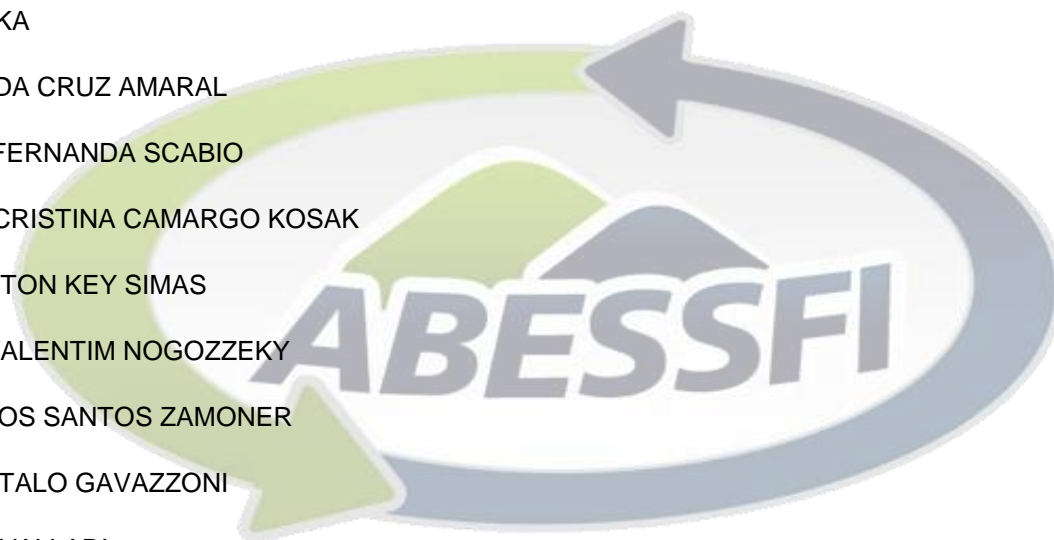 KA
DA CRUZ AMARAL
FERNANDA SCABIO
CRISTINA CAMARGO KOSAK
TON KEY SIMAS
ALENTIM NOGOZZEKY
OS SANTOS ZAMONER
TALO GAVAZZONI
ABESSFI